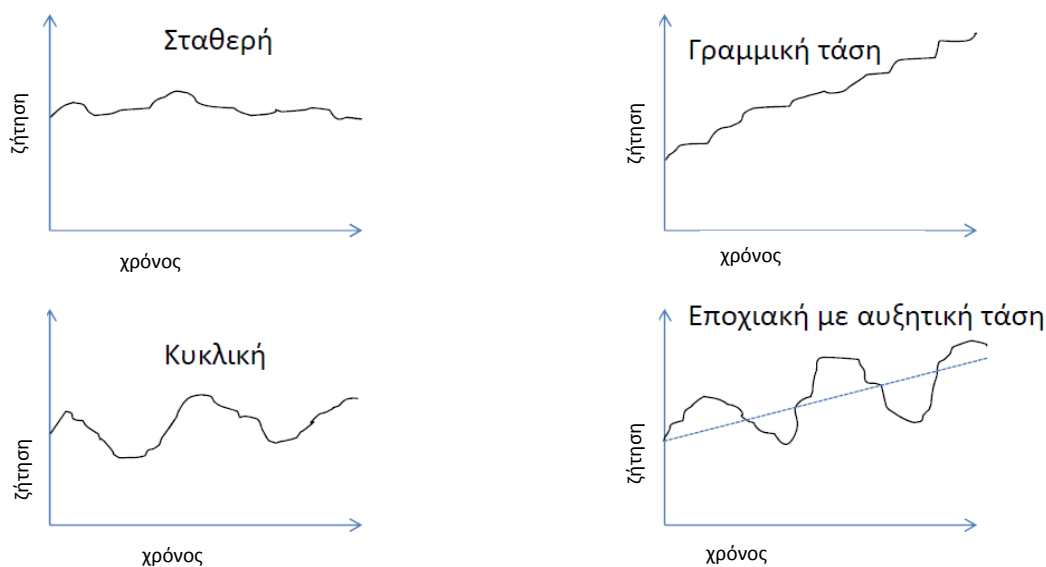 Σταθερή
ζήτηση
χρόνος
Γραμμική τάση
ζήτηση
χρόνος
Κυκλική
ζήτηση
χρόνος
Εποχιακή με αυξητική τάση
ζήτηση
χρόνος